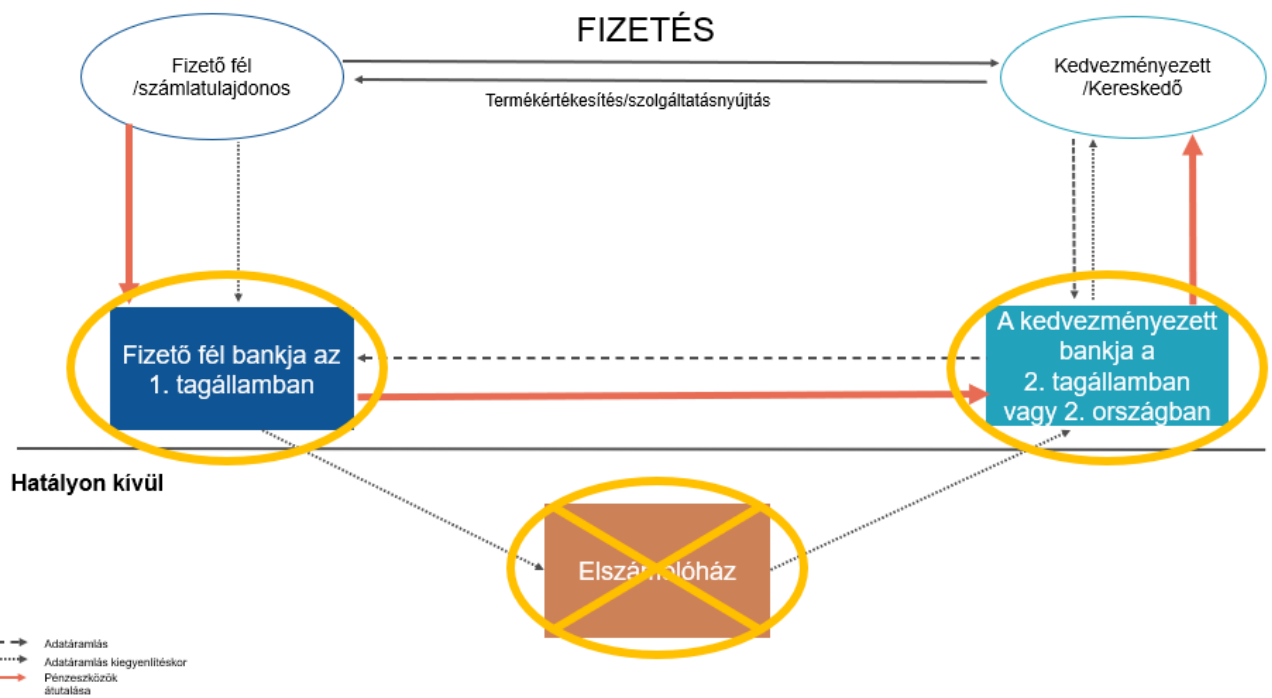 FIZETÉS
Fizető fél
/számlatulajdonos
Kedvezményezett
/Kereskedő
Termékértékesítés/szolgáltatásnyújtás
Fizető fél bankja az
1. tagállamban
A kedvezményezett
bankja a
2. tagállamban
vagy 2. országban
Hatályon kívül
Elszámolóház
Adatáramlás
Adatáramlás kiegyenlítéskor
Pénzeszközök
átutalása